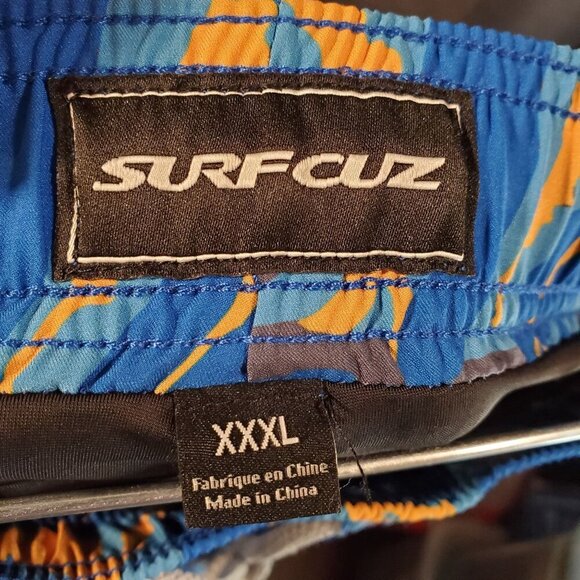 SURFCUZ
XXXL
Fabrique en Chine
Made in China